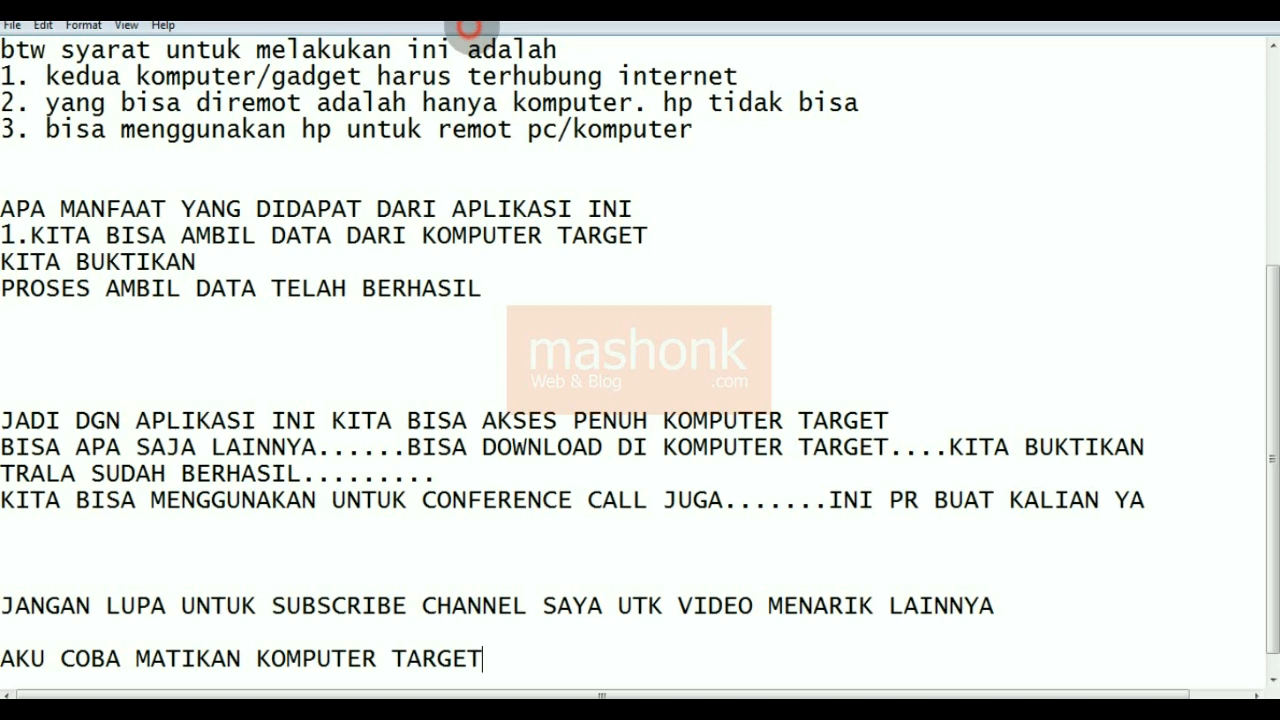 File Edit Format View Help
btw syarat untuk melakukan ini adalah
1. kedua komputer/gadget harus terhubung internet
2. yang bisa diremot adalah hanya komputer. hp tidak bisa
3. bisa menggunakan hp untuk remot pc/komputer
APA MANFAAT YANG DIDAPAT DARI APLIKASI INI
1.KITA BISA AMBIL DATA DARI KOMPUTER TARGET
KITA BUKTIKAN
PROSES AMBIL DATA TELAH BERHASIL
mashonk
Web & Blog .com
JADI DGN APLIKASI INI KITA BISA AKSES PENUH KOMPUTER TARGET
BISA APA SAJA LAINNYA......BISA DOWNLOAD DI KOMPUTER TARGET....KITA BUKTIKAN
TRALA SUDAH BERHASIL.........
KITA BISA MENGGUNAKAN UNTUK CONFERENCE CALL JUGA.......INI PR BUAT KALIAN YA
JANGAN LUPA UNTUK SUBSCRIBE CHANNEL SAYA UTK VIDEO MENARIK LAINNYA
AKU COBA MATIKAN KOMPUTER TARGET